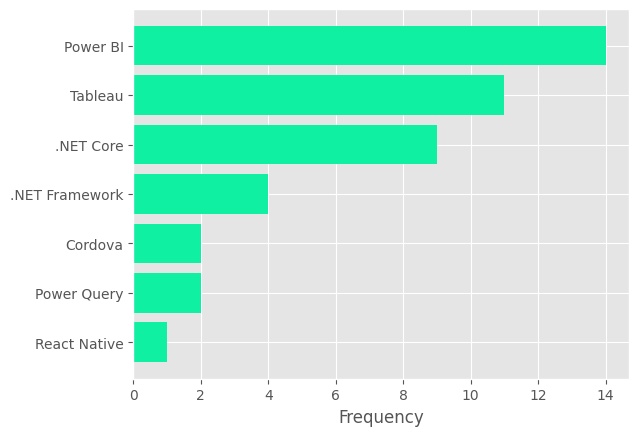 Power BI
Tableau
.NET Core
.NET Framework
Cordova
Power Query
React Native
0 2 4 6 8 10 12 14
Frequency